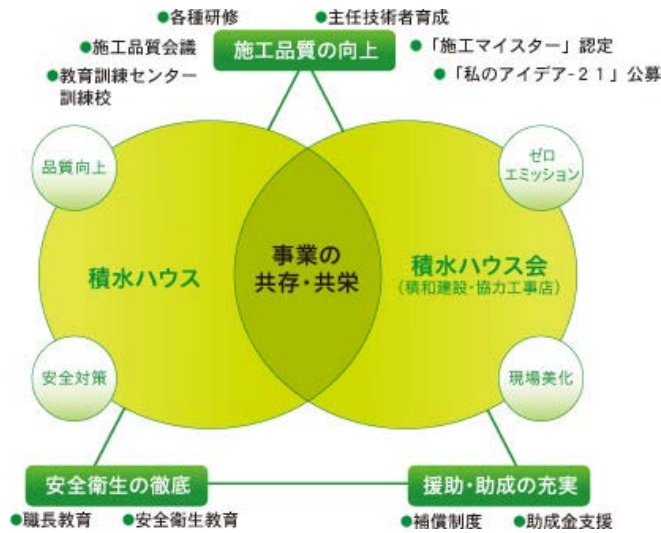 ●各種研修
●主任技術者育成
●施工品質会議
施工品質の向上
●「施工マイスター」認定
●教育訓練センター
訓練校
●「私のアイデア-21」公募
品質向上
ゼロ
エミッション
積水ハウス
事業の
共存・共栄
積水ハウス会
(積和建設・協力工事店)
安全対策
現場美化
安全衛生の徹底
援助・助成の充実
●職長教育
●安全衛生教育
●補償制度
●助成金支援